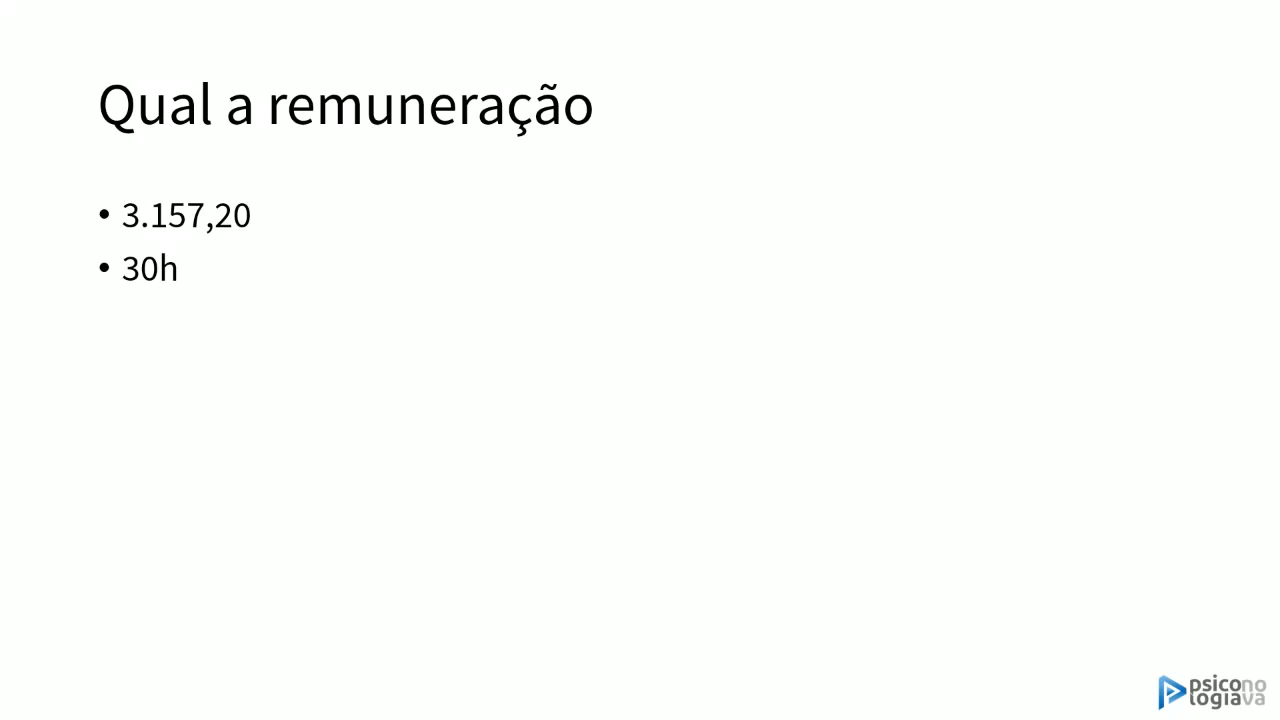 Qual a remuneração
• 3.157,20
• 30h
psicono
logiava